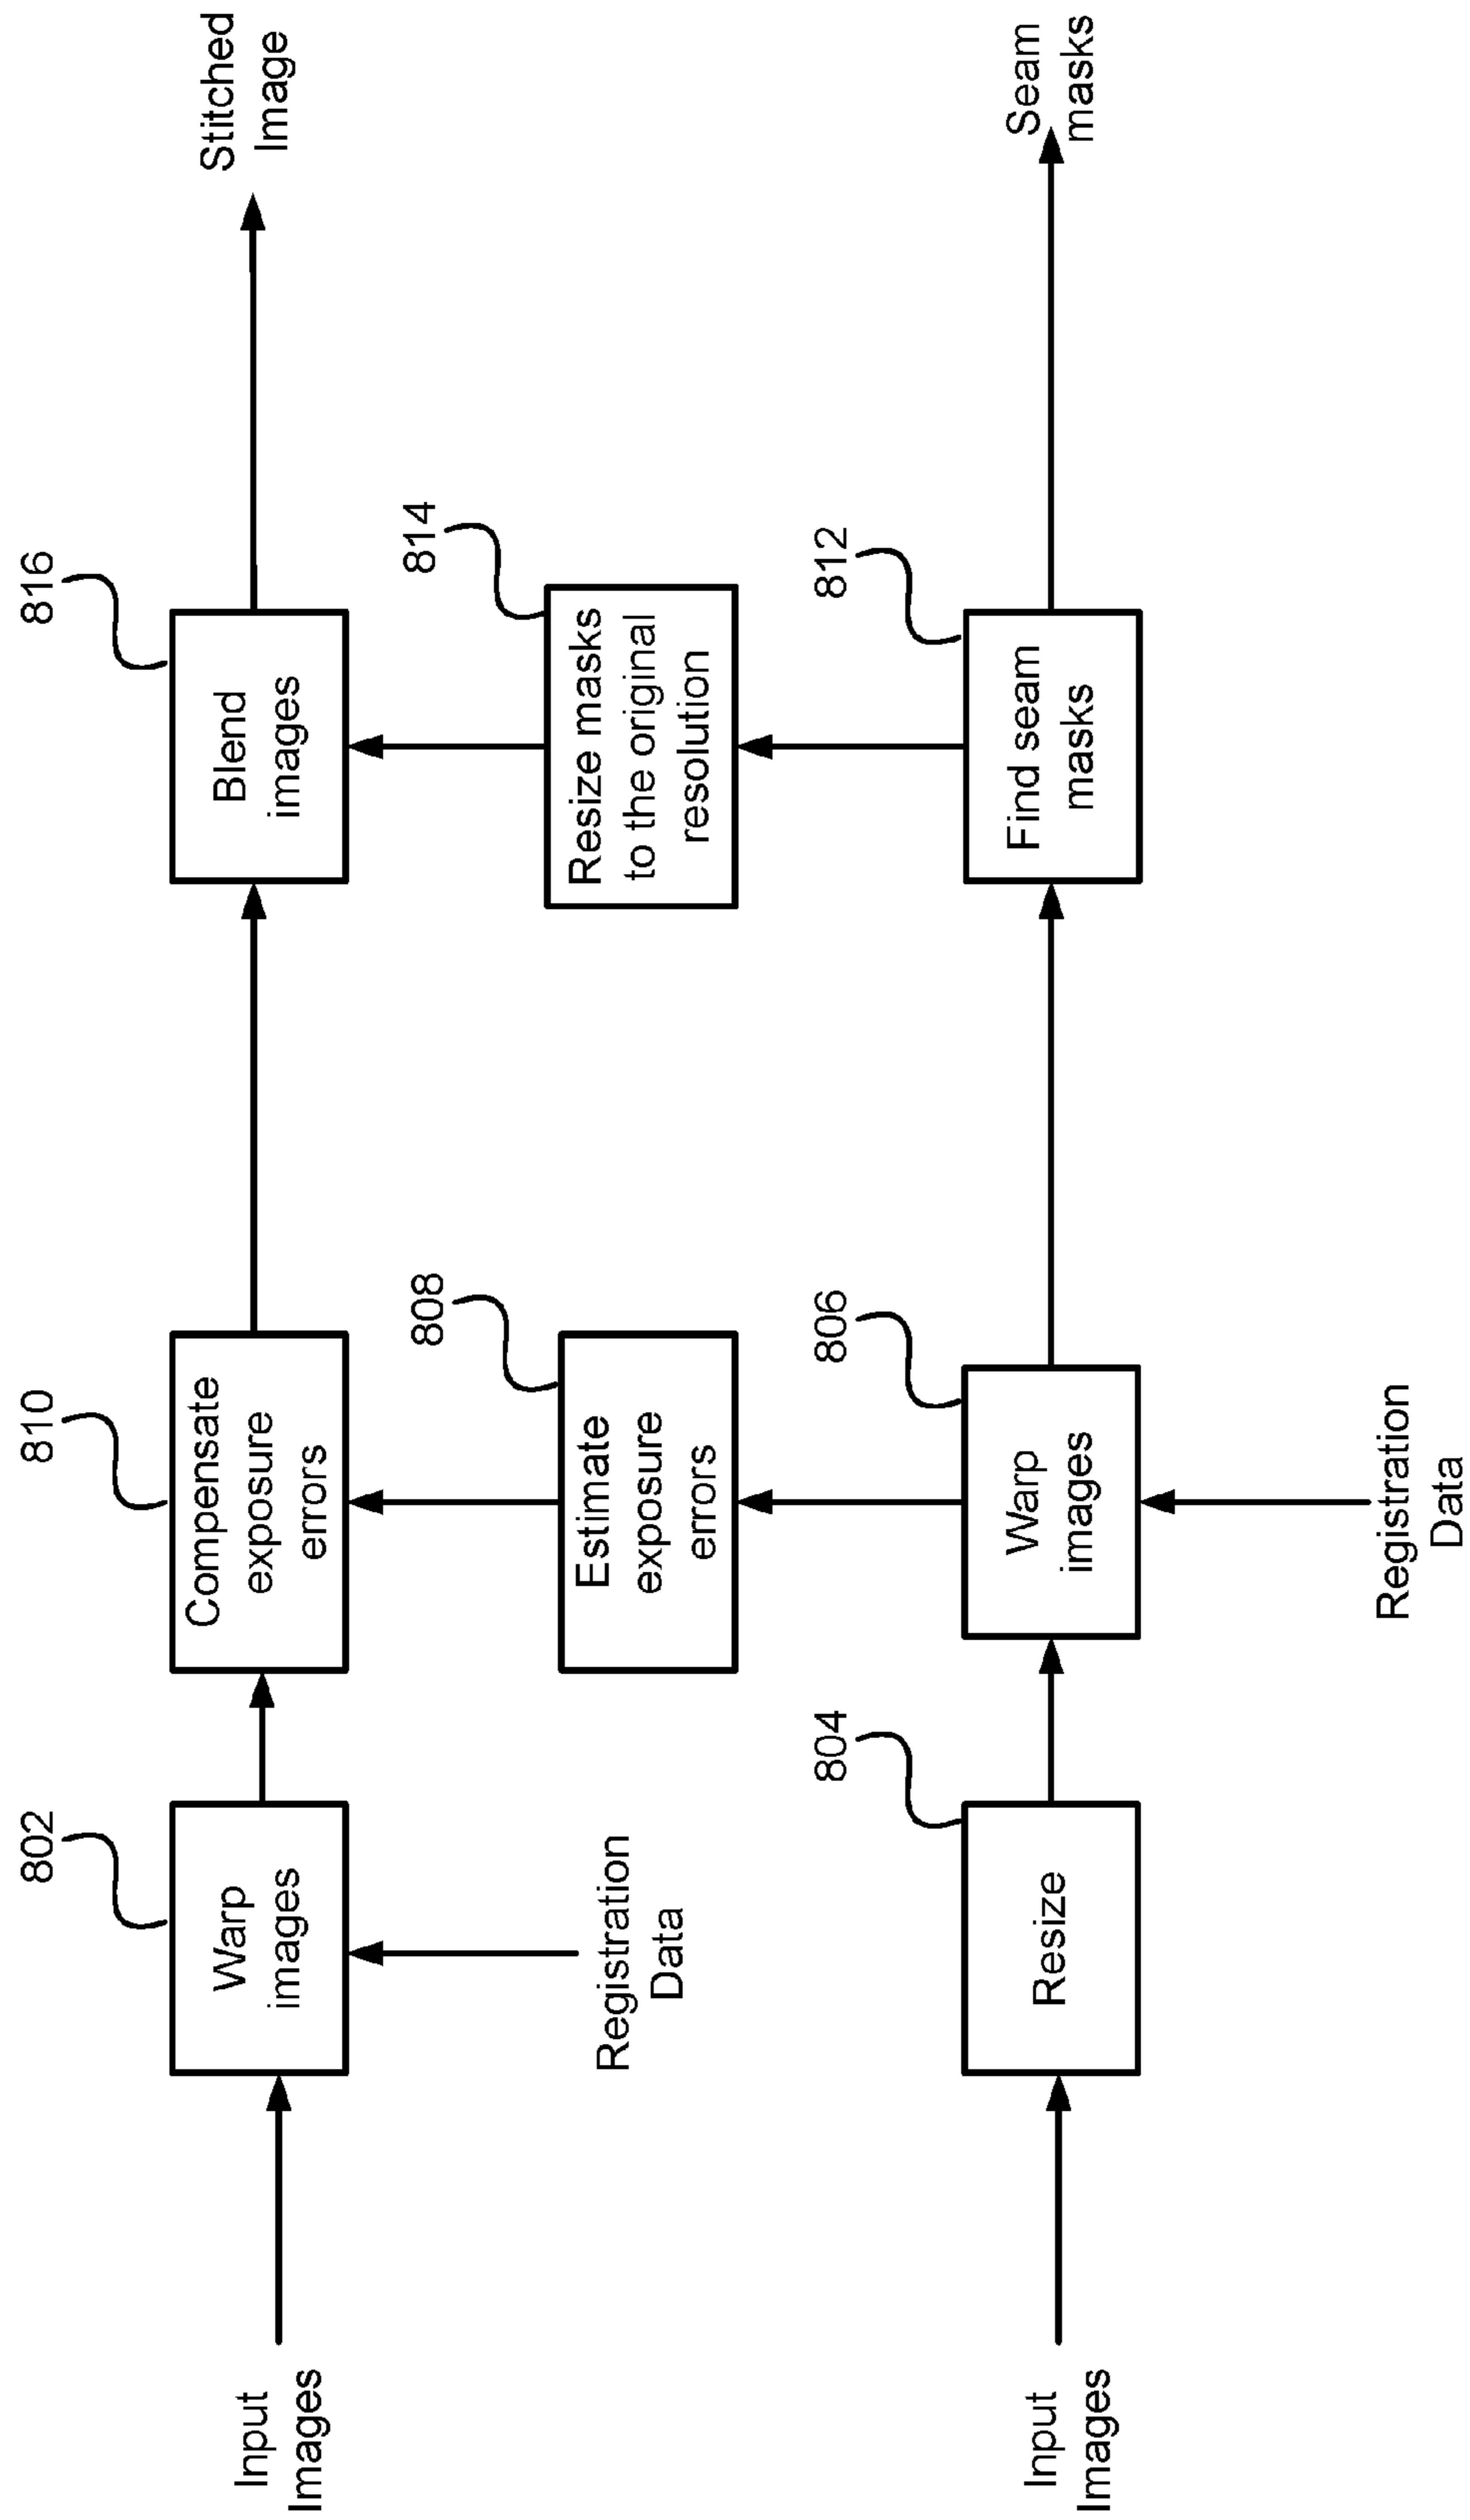 802
810
816
Input
Images
Warp
images
Compensate
exposure
errors
Blend
images
Stitched
Image
Registration
Data
808
Estimate
exposure
errors
814
Resize masks
to the original
resolution
804
806
812
Input
Images
Resize
Warp
images
Find seam
masks
Seam
masks
Registration
Data